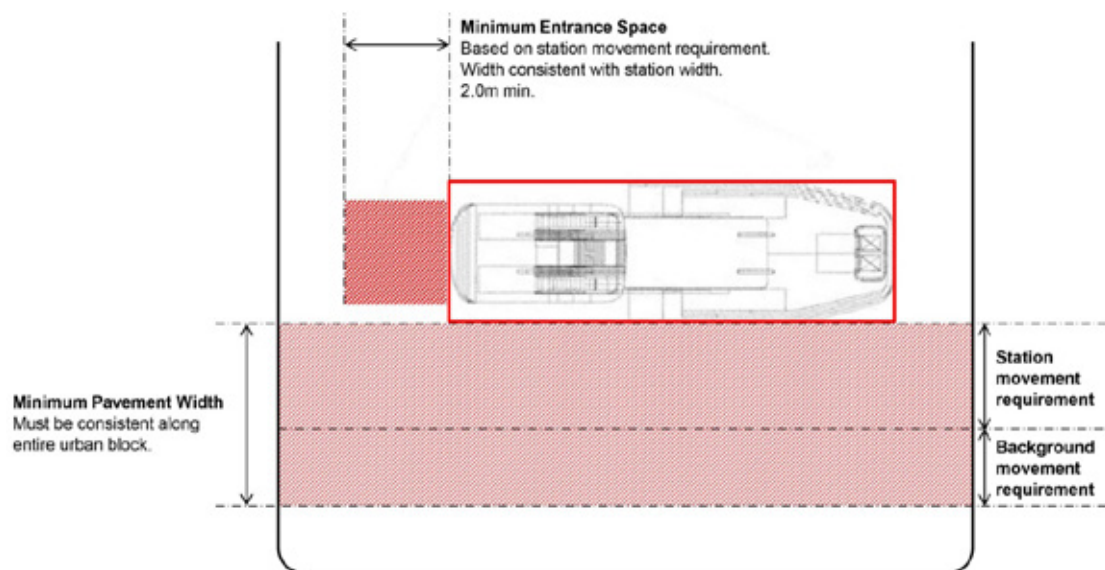 Minimum Entrance Space
Based on station movement requirement.
Width consistent with station width.
2.0m min.
Station
movement
requirement
Minimum Pavement Width
Must be consistent along
entire urban block.
Background
movement
requirement